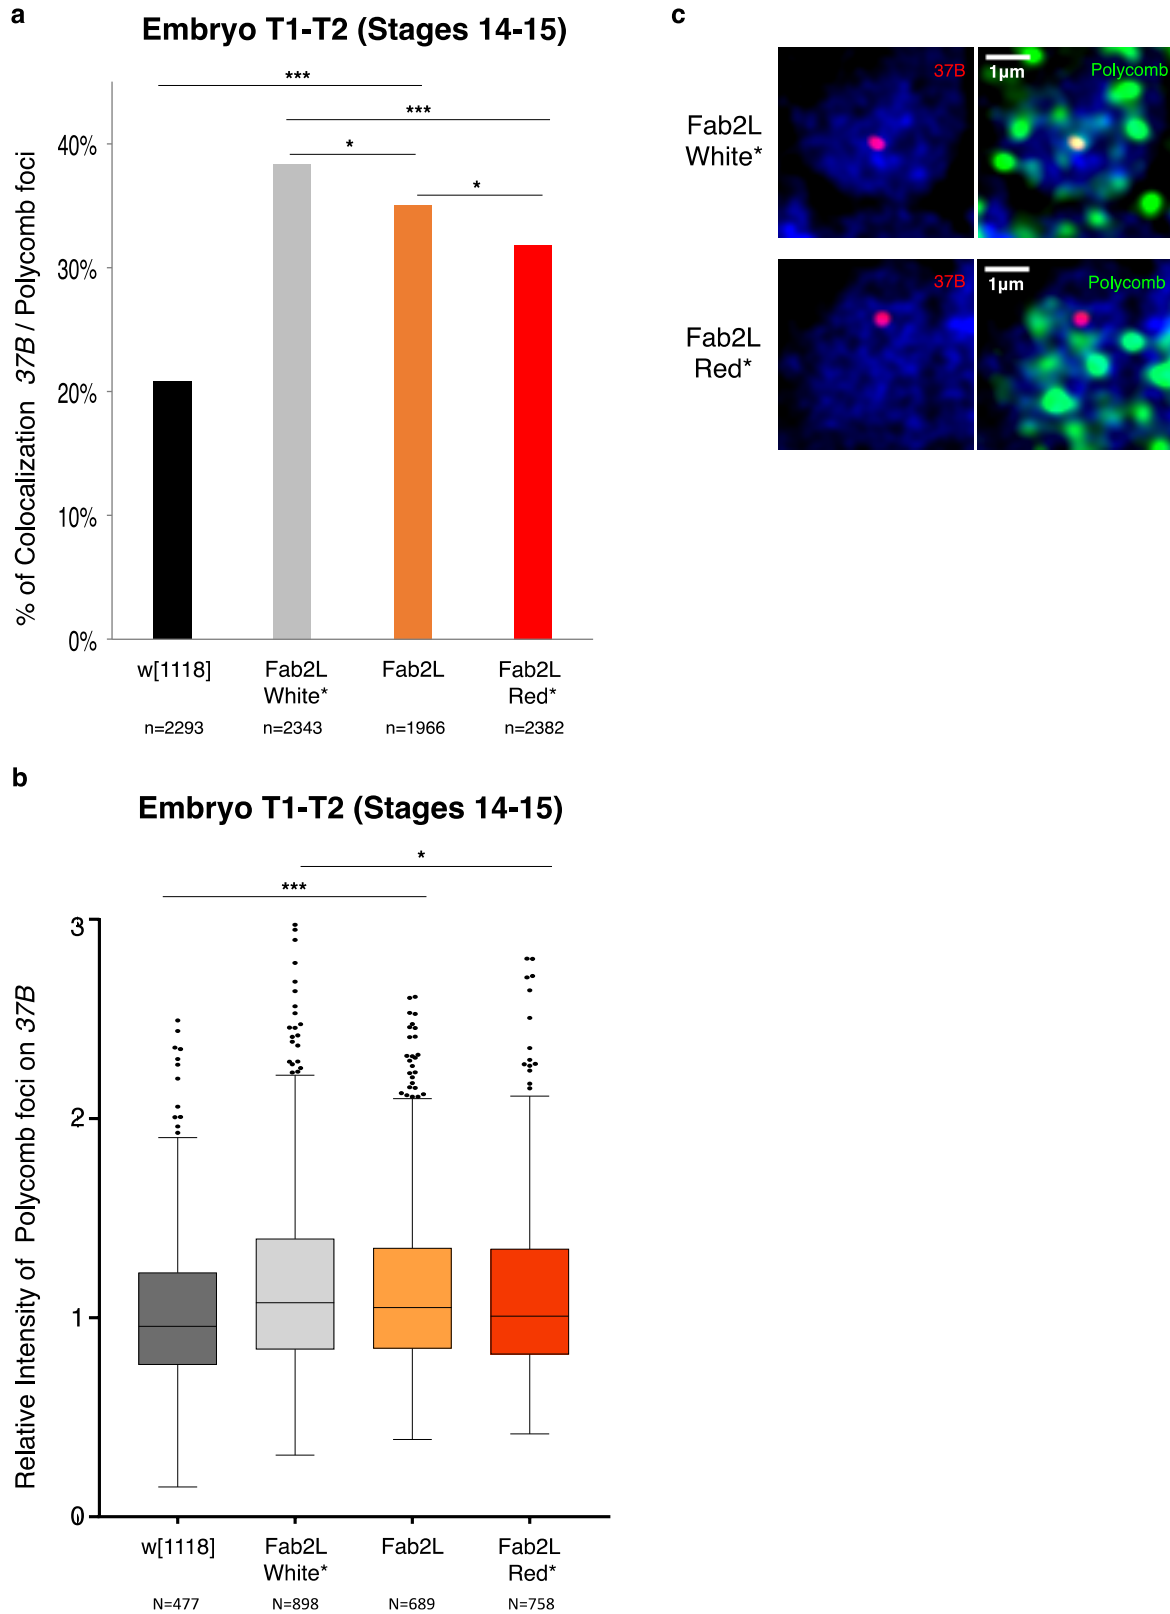 a
Embryo T1-T2 (Stages 14-15)
% of Colocalization 37B / Polycomb foci
***
***
*
*
40%
30%
20%
10%
0%
w[1118]
Fab2L
White*
Fab2L
Fab2L
Red*
n=2293
n=2343
n=1966
n=2382
c
Fab2L
White*
37B
1µm
Polycomb
Fab2L
Red*
37B
1µm
Polycomb
b
Embryo T1-T2 (Stages 14-15)
Relative Intensity of Polycomb foci on 37B
*
***
3
2
1
0
w[1118]
Fab2L
White*
Fab2L
Fab2L
Red*
N=477
N=898
N=689
N=758